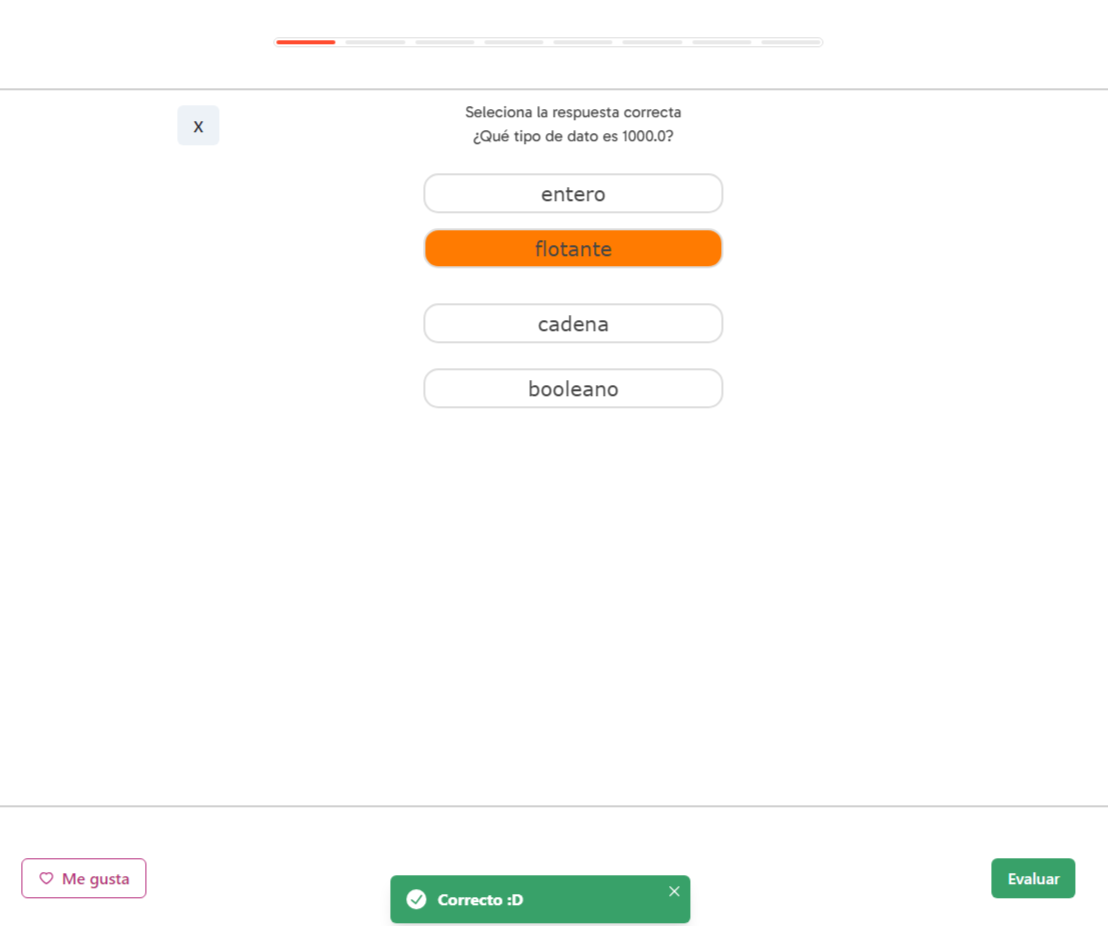 x
Seleciona la respuesta correcta
¿Qué tipo de dato es 1000.0?
entero
flotante
cadena
booleano
Me gusta
Correcto :D
Evaluar